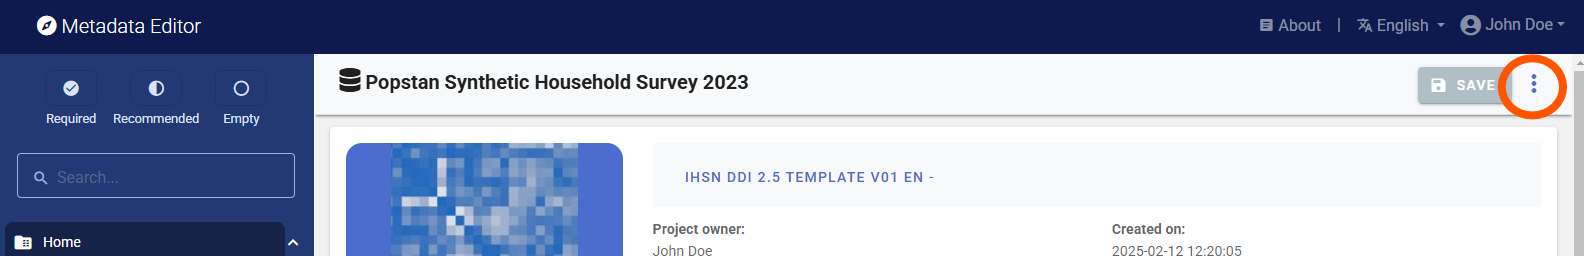 Metadata Editor
About | English John Doe
Required Recommended Empty
Popstan Synthetic Household Survey 2023
SAVE
Search...
IHSN DDI 2.5 TEMPLATE V01 EN -
Home
Project owner: Created on:
John Doe 2025-02-12 12:20:05